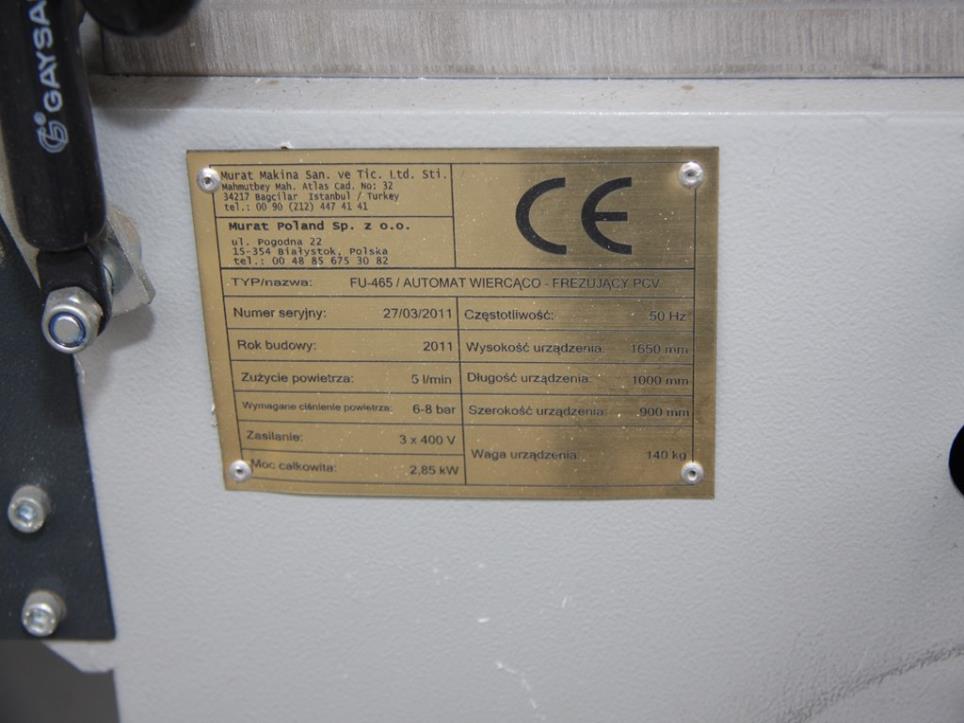 GAYSA
Murat Makina San. ve Tic. Ltd. Sti.
Mahmutbey Mah. Atlas Cad. No: 32
34217 Bagcilar Istanbul / Turkey
tel.: 00 90 (212) 447 41 41
Murat Poland Sp. z o.o.
ul. Pogodna 22
15-354 Białystok, Polska
tel.: 00 48 85 675 30 82
CE
TYP/nazwa: FU-465 / AUTOMAT WIERCĄCO - FREZUJĄCY PCV
Numer seryjny: 27/03/2011
Rok budowy: 2011
Zużycie powietrza: 5 l/min
Wymagane ciśnienie powietrza: 6-8 bar
Zasilanie: 3 x 400 V
Moc całkowita: 2,85 kW
Częstotliwość: 50 Hz
Wysokość urządzenia: 1650 mm
Długość urządzenia: 1000 mm
Szerokość urządzenia: 900 mm
Waga urządzenia: 140 kg